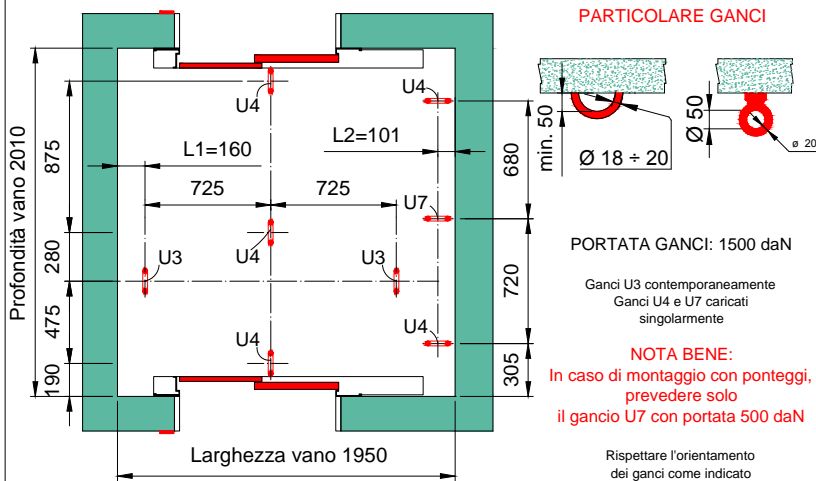 PARTICOLARE GANCI
U4
U4
L1=160
L2=101
Profondità vano 2010
875
280
475
190
725
725
U3
U4
U3
U7
U4
U4
680
720
305
Larghezza vano 1950
min. 50
Ø 18 ÷ 20
Ø 50
ø 20
PORTATA GANCI: 1500 daN
Ganci U3 contemporaneamente
Ganci U4 e U7 caricati
singolarmente
NOTA BENE:
In caso di montaggio con ponteggi,
prevedere solo
il gancio U7 con portata 500 daN
Rispettare l'orientamento
dei ganci come indicato